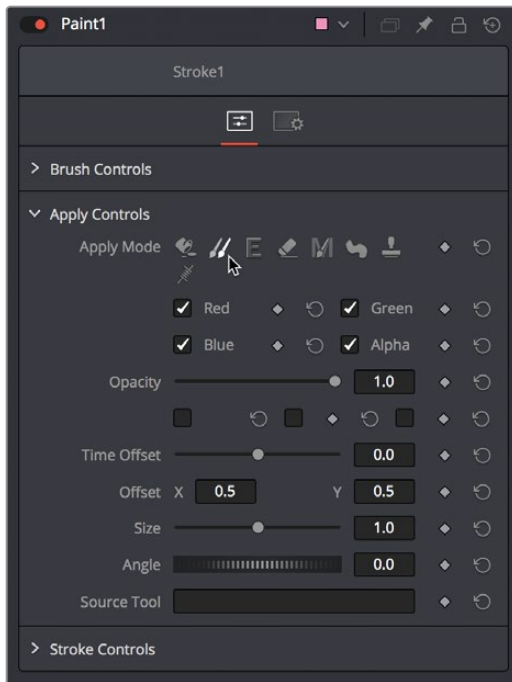 Paint1
Stroke1
Brush Controls
Apply Controls
Apply Mode
Red
Green
Blue
Alpha
Opacity
1.0
Time Offset
0.0
Offset X 0.5 Y 0.5
Size
1.0
Angle
0.0
Source Tool
Stroke Controls